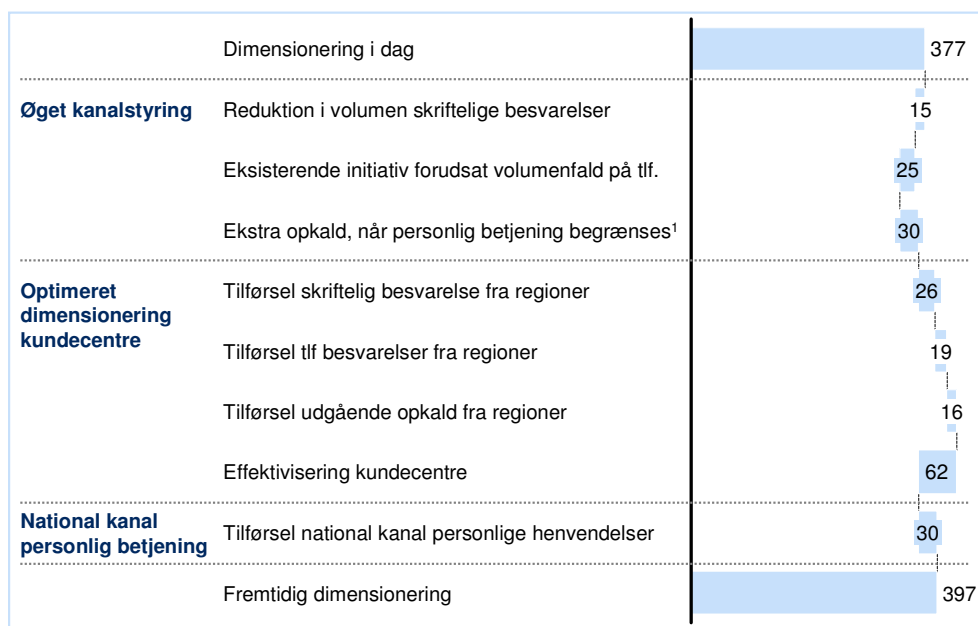 Dimensionering i dag 377
Øget kanalstyring Reduktion i volumen skriftelige besvarelser 15
Eksisterende initiativ forudsat volumenfald på tlf. 25
Ekstra opkald, når personlig betjening begrænses¹ 30
Optimeret dimensionering kundecentre Tilførsel skriftelig besvarelse fra regioner 26
Tilførsel tlf besvarelser fra regioner 19
Tilførsel udgående opkald fra regioner 16
Effektivisering kundecentre 62
National kanal personlig betjening Tilførsel national kanal personlige henvendelser 30
Fremtidig dimensionering 397